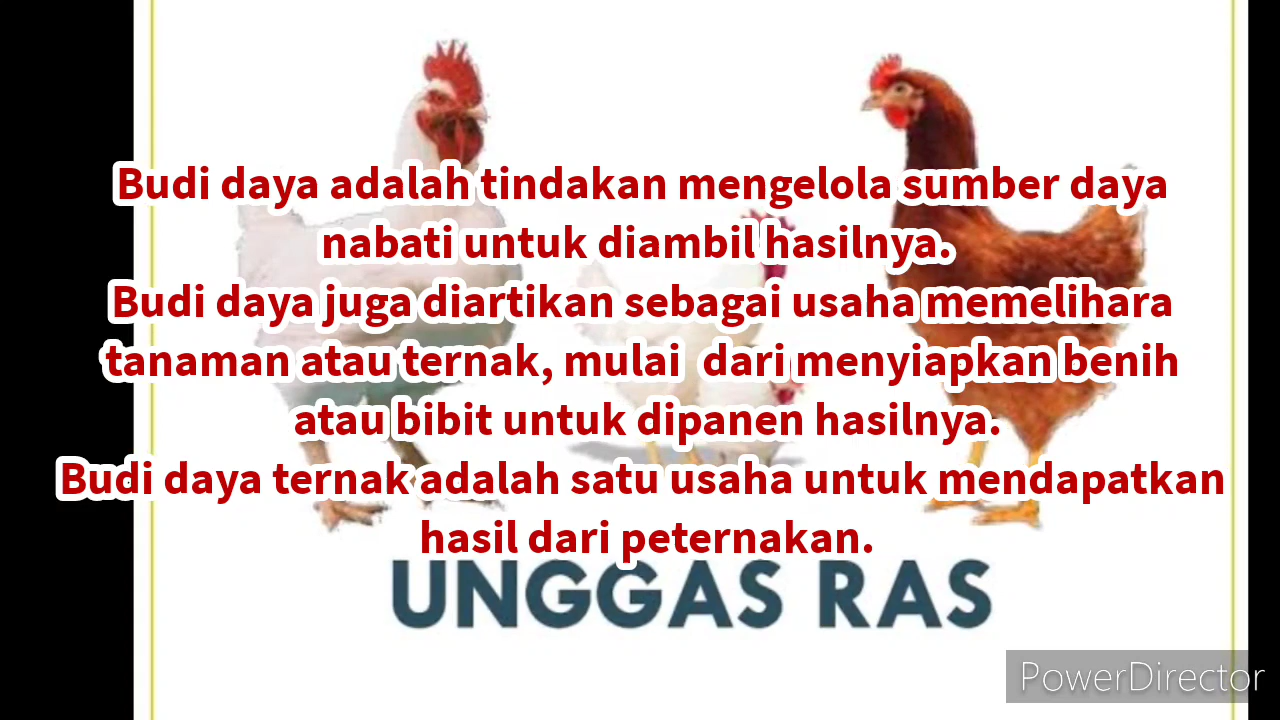 Budi daya adalah tindakan mengelola sumber daya
nabati untuk diambil hasilnya.
Budi daya juga diartikan sebagai usaha memelihara
tanaman atau ternak, mulai  dari menyiapkan benih
atau bibit untuk dipanen hasilnya.
Budi daya ternak adalah satu usaha untuk mendapatkan
hasil dari peternakan.
UNGGAS RAS
PowerDirector